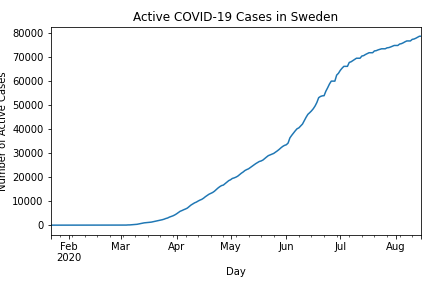 Active COVID-19 Cases in Sweden
Number of Active Cases
80000
70000
60000
50000
40000
30000
20000
10000
0
Feb
2020
Mar
Apr
May
Jun
Jul
Aug
Day